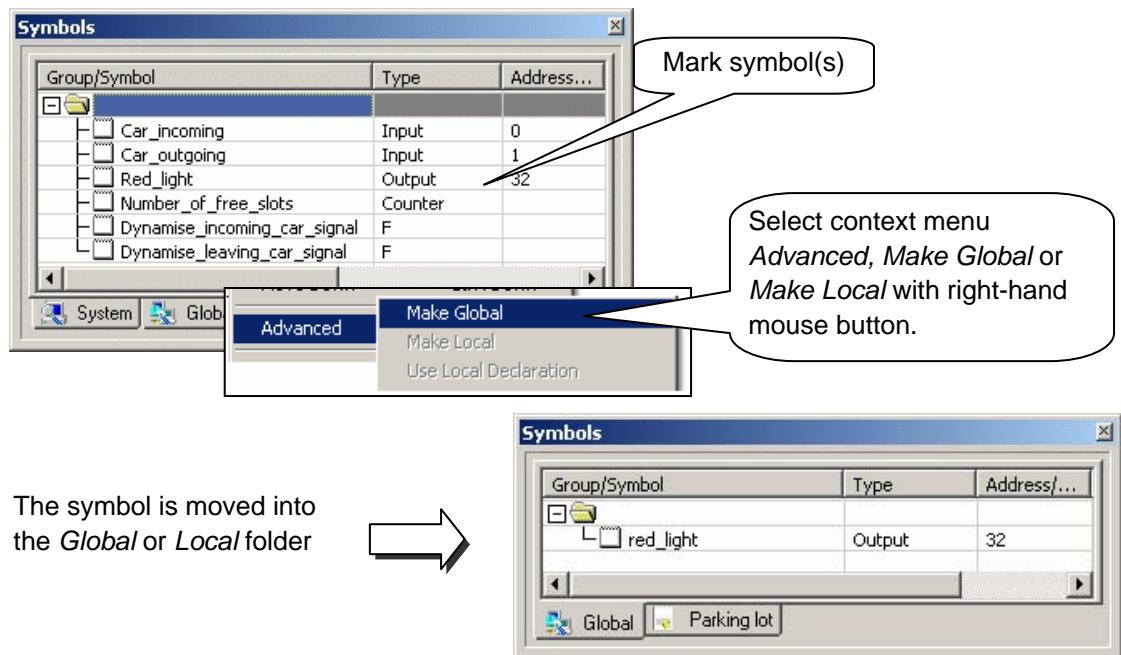 Symbols
Mark symbol(s)
Group/Symbol Type Address...
Car_incoming Input 0
Car_outgoing Input 1
Red_light Output 32
Number_of_free_slots Counter
Dynamise_incoming_car_signal F
Dynamise_leaving_car_signal F
Select context menu
Advanced, Make Global or
Make Local with right-hand
mouse button.
System Glob
Advanced Make Global
Make Local
Use Local Declaration
The symbol is moved into
the Global or Local folder
Symbols
Group/Symbol Type Address/...
red_light Output 32
Global Parking lot